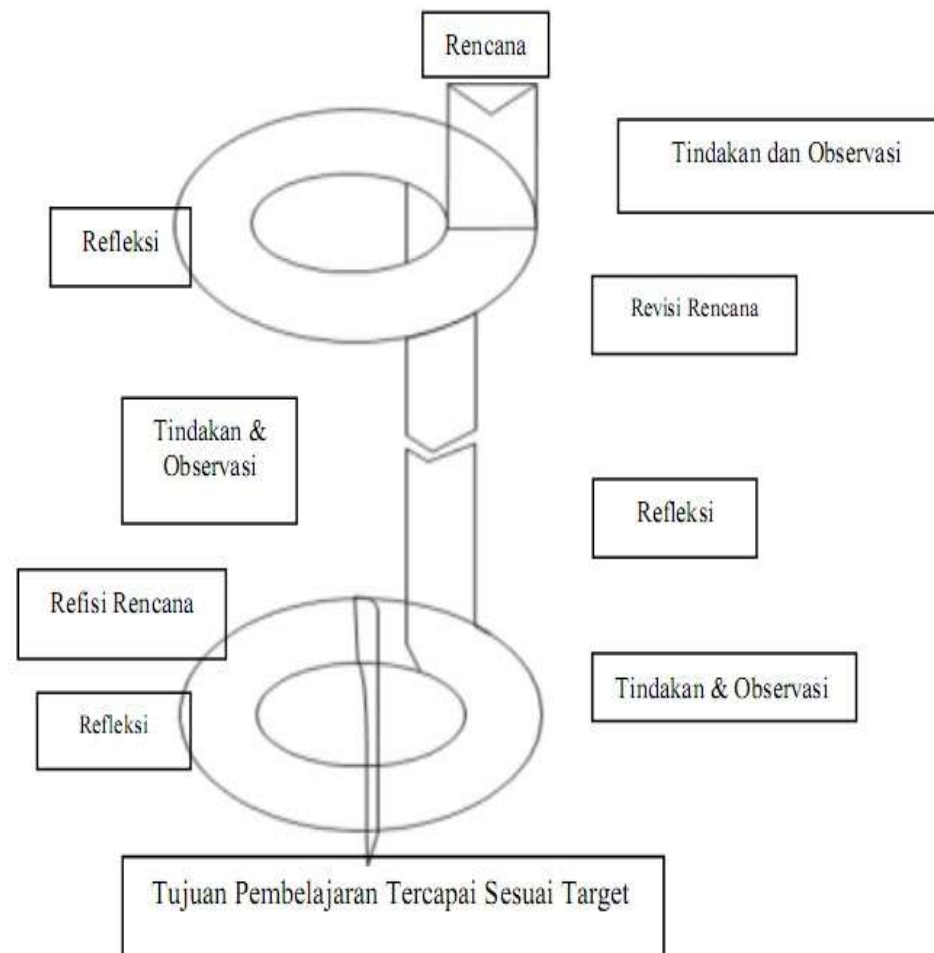 Rencana
Tindakan dan Observasi
Refleksi
Revisi Rencana
Tindakan &
Observasi
Refleksi
Refisi Rencana
Tindakan & Observasi
Refleksi
Tujuan Pembelajaran Tercapai Sesuai Target